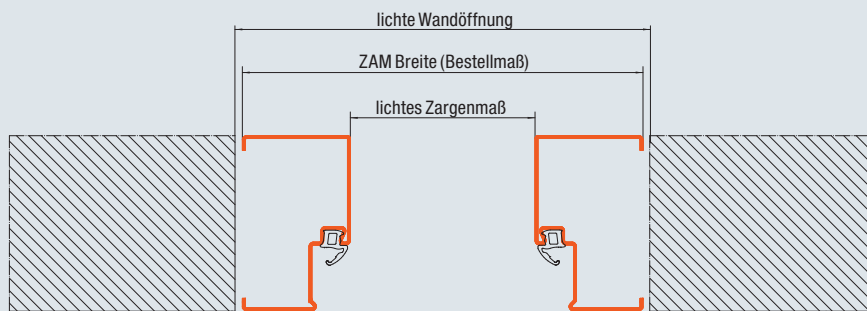 lichte Wandöffnung
ZAM Breite (Bestellmaß)
lichtes Zargenmaß